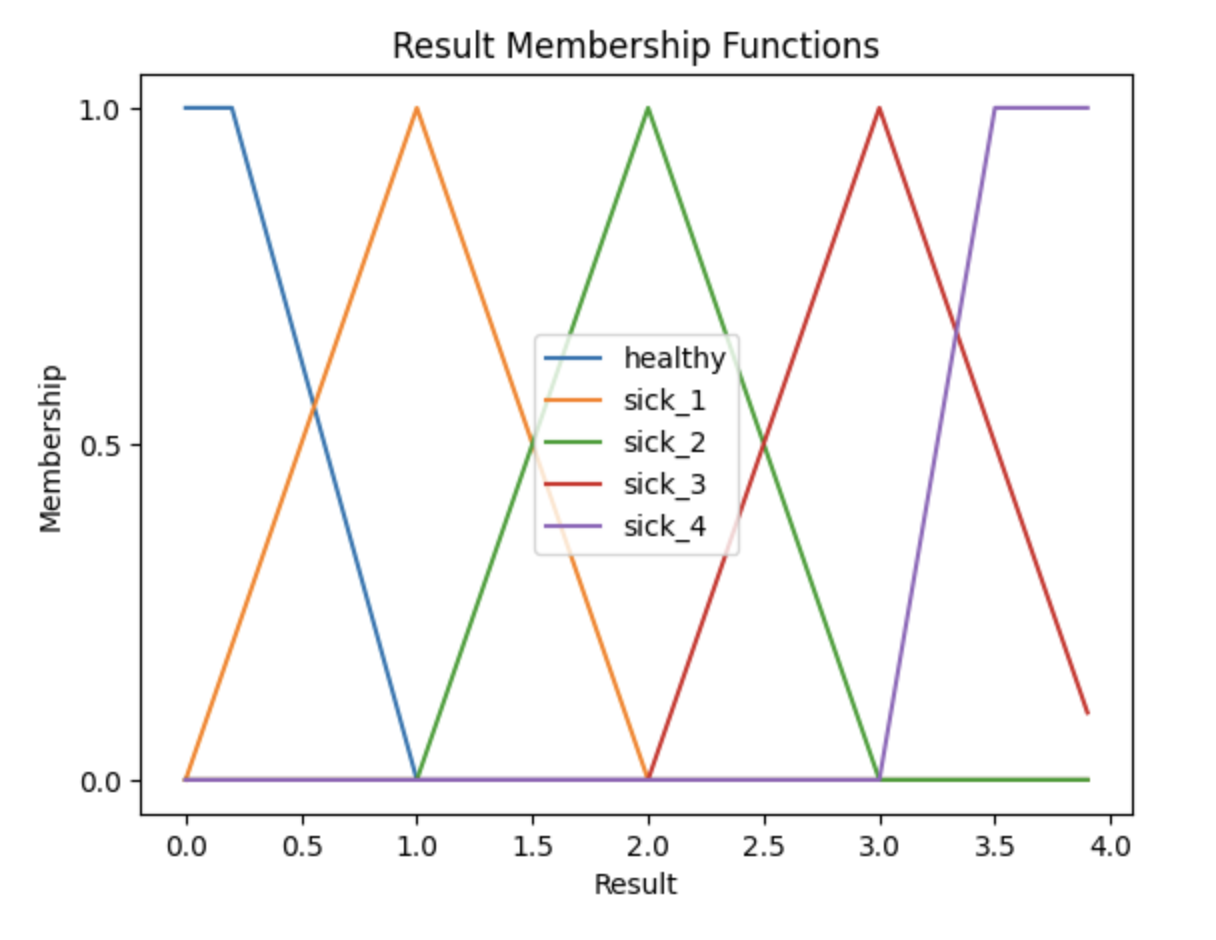 Result Membership Functions
Membership
1.0
0.5
0.0
healthy
sick_1
sick_2
sick_3
sick_4
0.0 0.5 1.0 1.5 2.0 2.5 3.0 3.5 4.0
Result